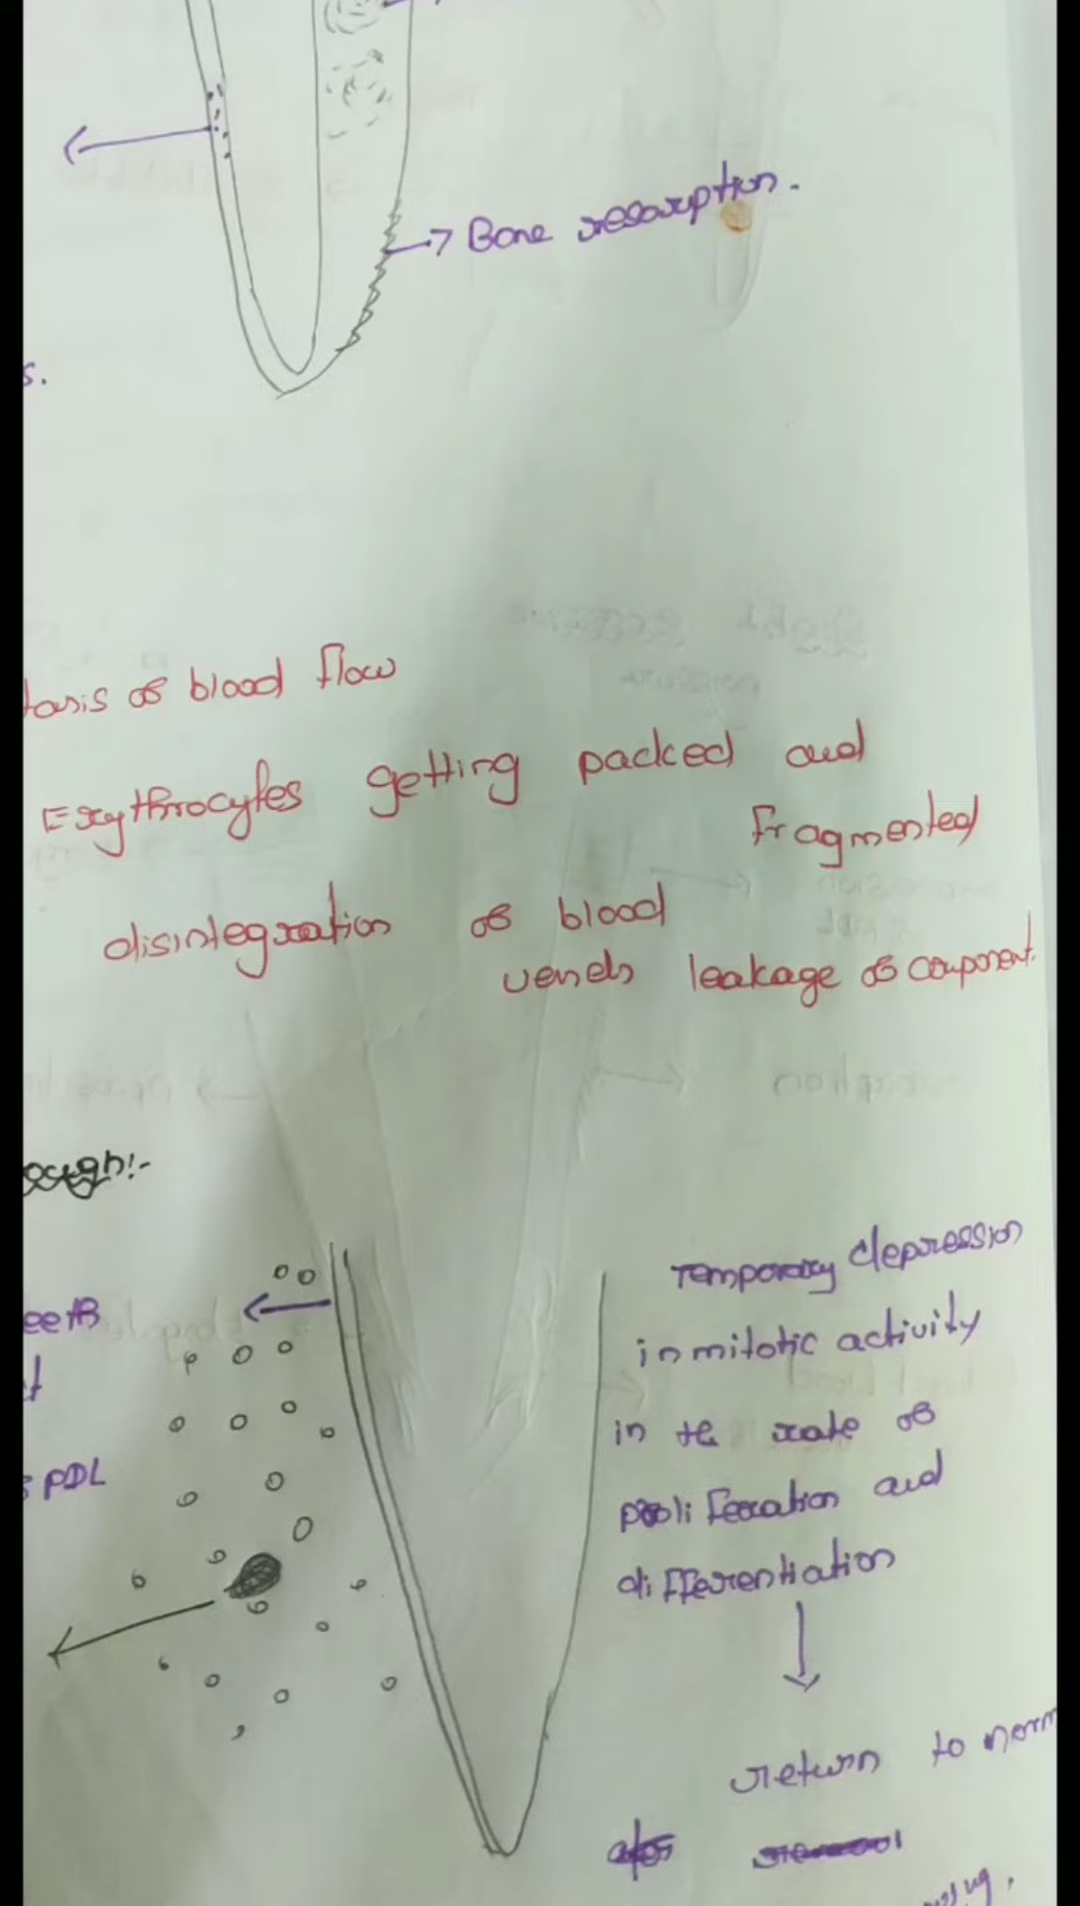 → Bone resorption.
s.
tasis of blood flow
Erythrocytes getting packed and
fragmented
disintegration of blood
vessels leakage of component.
eeth
PDL
Temporary depression
in mitotic activity
in the rate of
proliferation and
differentiation
↓
return to norm